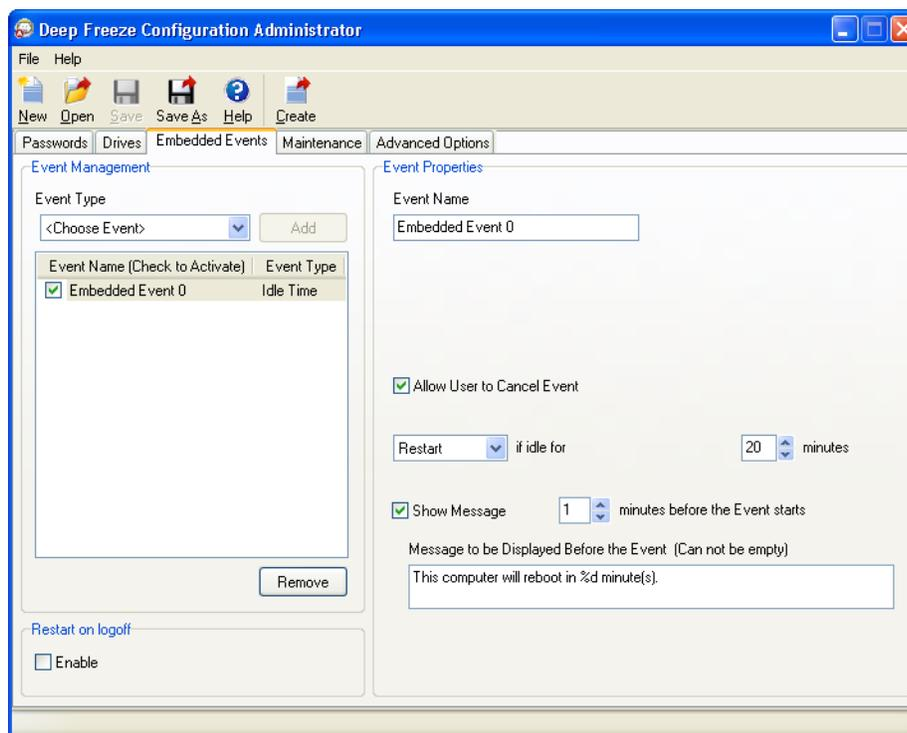 Deep Freeze Configuration Administrator
File Help
New Open Save Save As Help Create
Passwords Drives Embedded Events Maintenance Advanced Options
Event Management
Event Type
<Choose Event> Add
Event Name (Check to Activate) Event Type
Embedded Event 0 Idle Time
Remove
Restart on logoff
Enable
Event Properties
Event Name
Embedded Event 0
Allow User to Cancel Event
Restart if idle for 20 minutes
Show Message 1 minutes before the Event starts
Message to be Displayed Before the Event (Can not be empty)
This computer will reboot in %d minute(s).